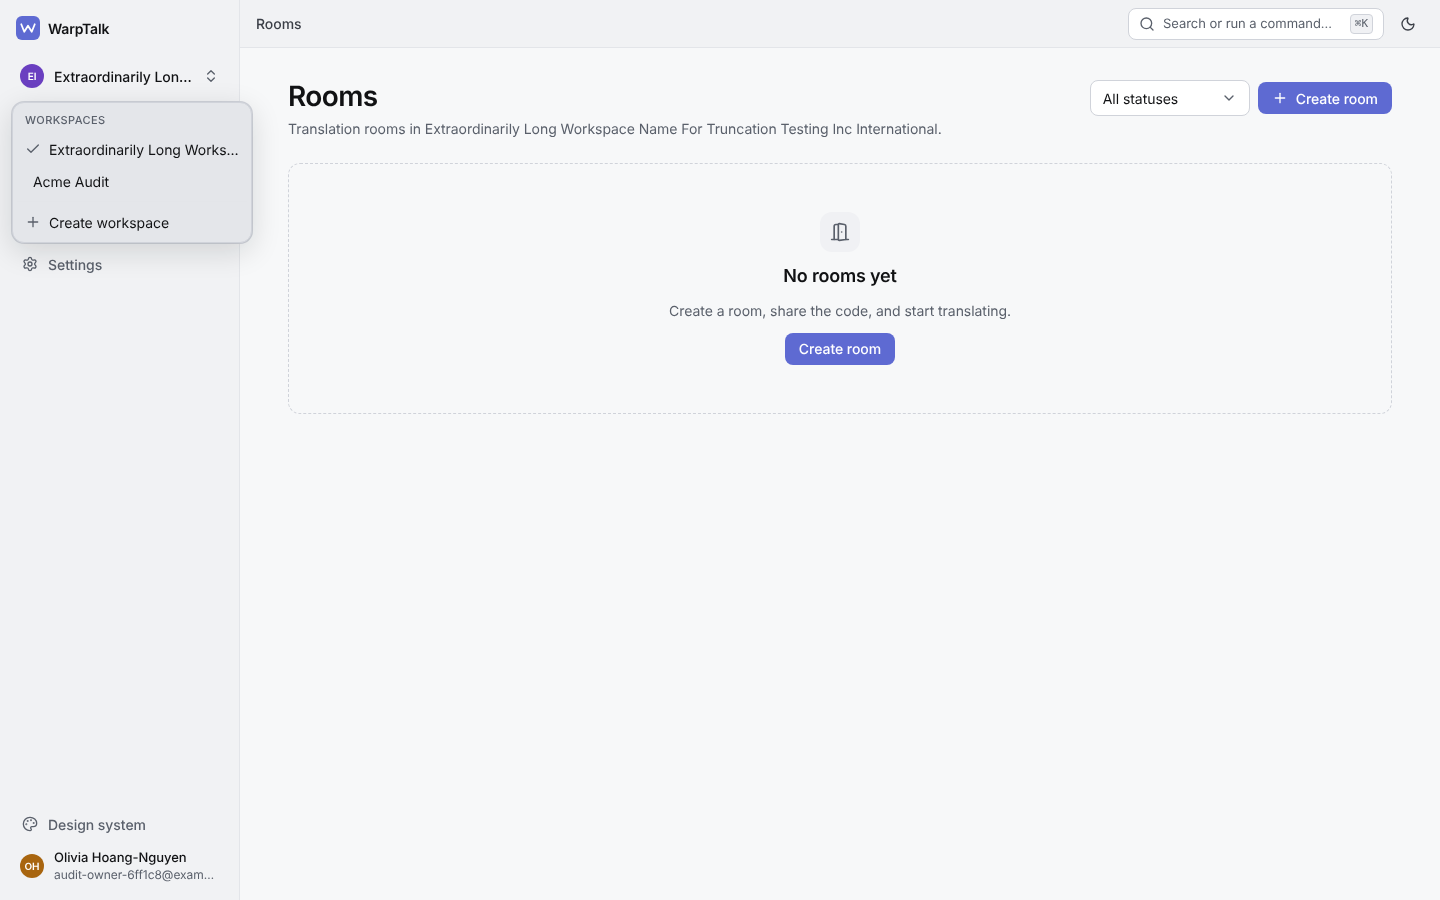 WarpTalk
Rooms
Search or run a command...
⌘K
EI
Extraordinarily Lon...
WORKSPACES
Extraordinarily Long Works...
Acme Audit
Create workspace
Settings
Rooms
Translation rooms in Extraordinarily Long Workspace Name For Truncation Testing Inc International.
All statuses
Create room
No rooms yet
Create a room, share the code, and start translating.
Create room
Design system
OH
Olivia Hoang-Nguyen
audit-owner-6ff1c8@exam...